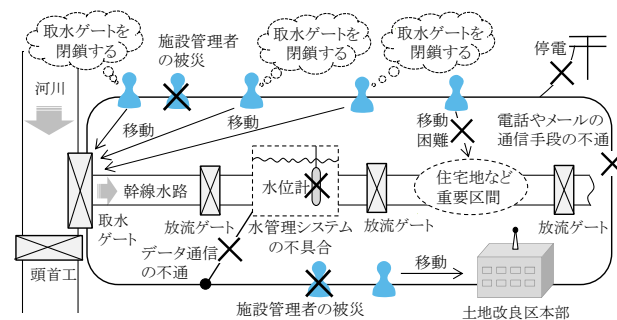 取水ゲートを
閉鎖する
施設管理者
の被災
取水ゲートを
閉鎖する
取水ゲートを
閉鎖する
停電
河川
移動
移動
移動
困難
電話やメールの
通信手段の不通
幹線水路
水位計
住宅地など
重要区間
取水
ゲート
放流ゲート
水管理システム
の不具合
放流ゲート
放流ゲート
データ通信
の不通
頭首工
移動
施設管理者の被災
土地改良区本部